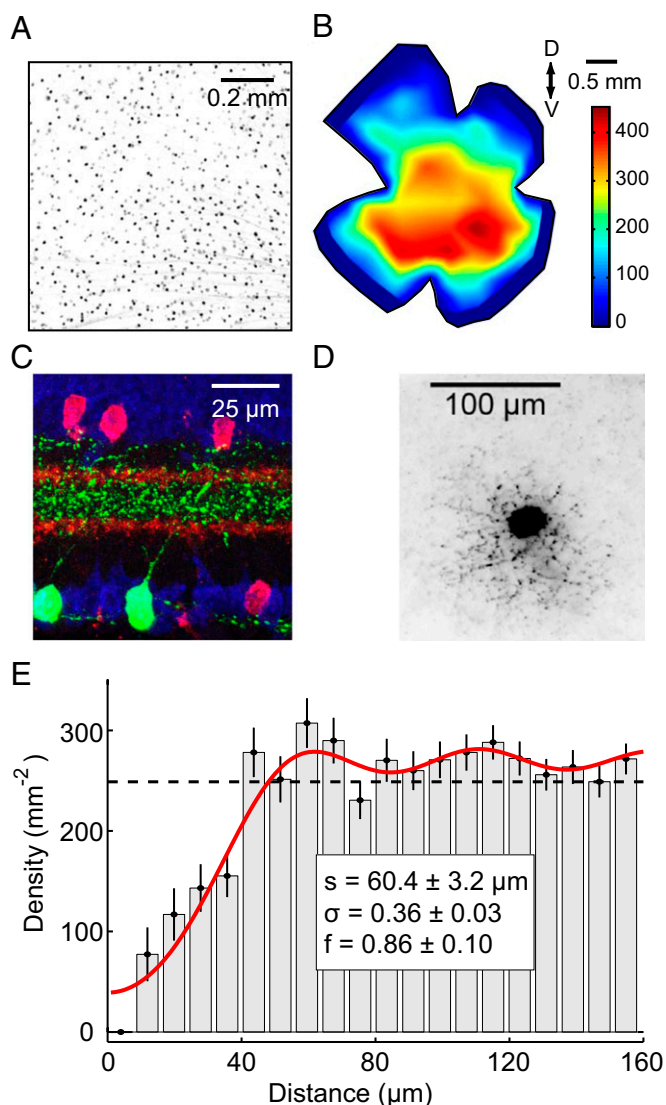 A
0.2 mm
B
D
V
0.5 mm
400
300
200
100
0
C
25 µm
D
100 µm
E
Density (mm⁻²)
300
200
100
0
s = 60.4 ± 3.2 µm
σ = 0.36 ± 0.03
f = 0.86 ± 0.10
0 40 80 120 160
Distance (µm)